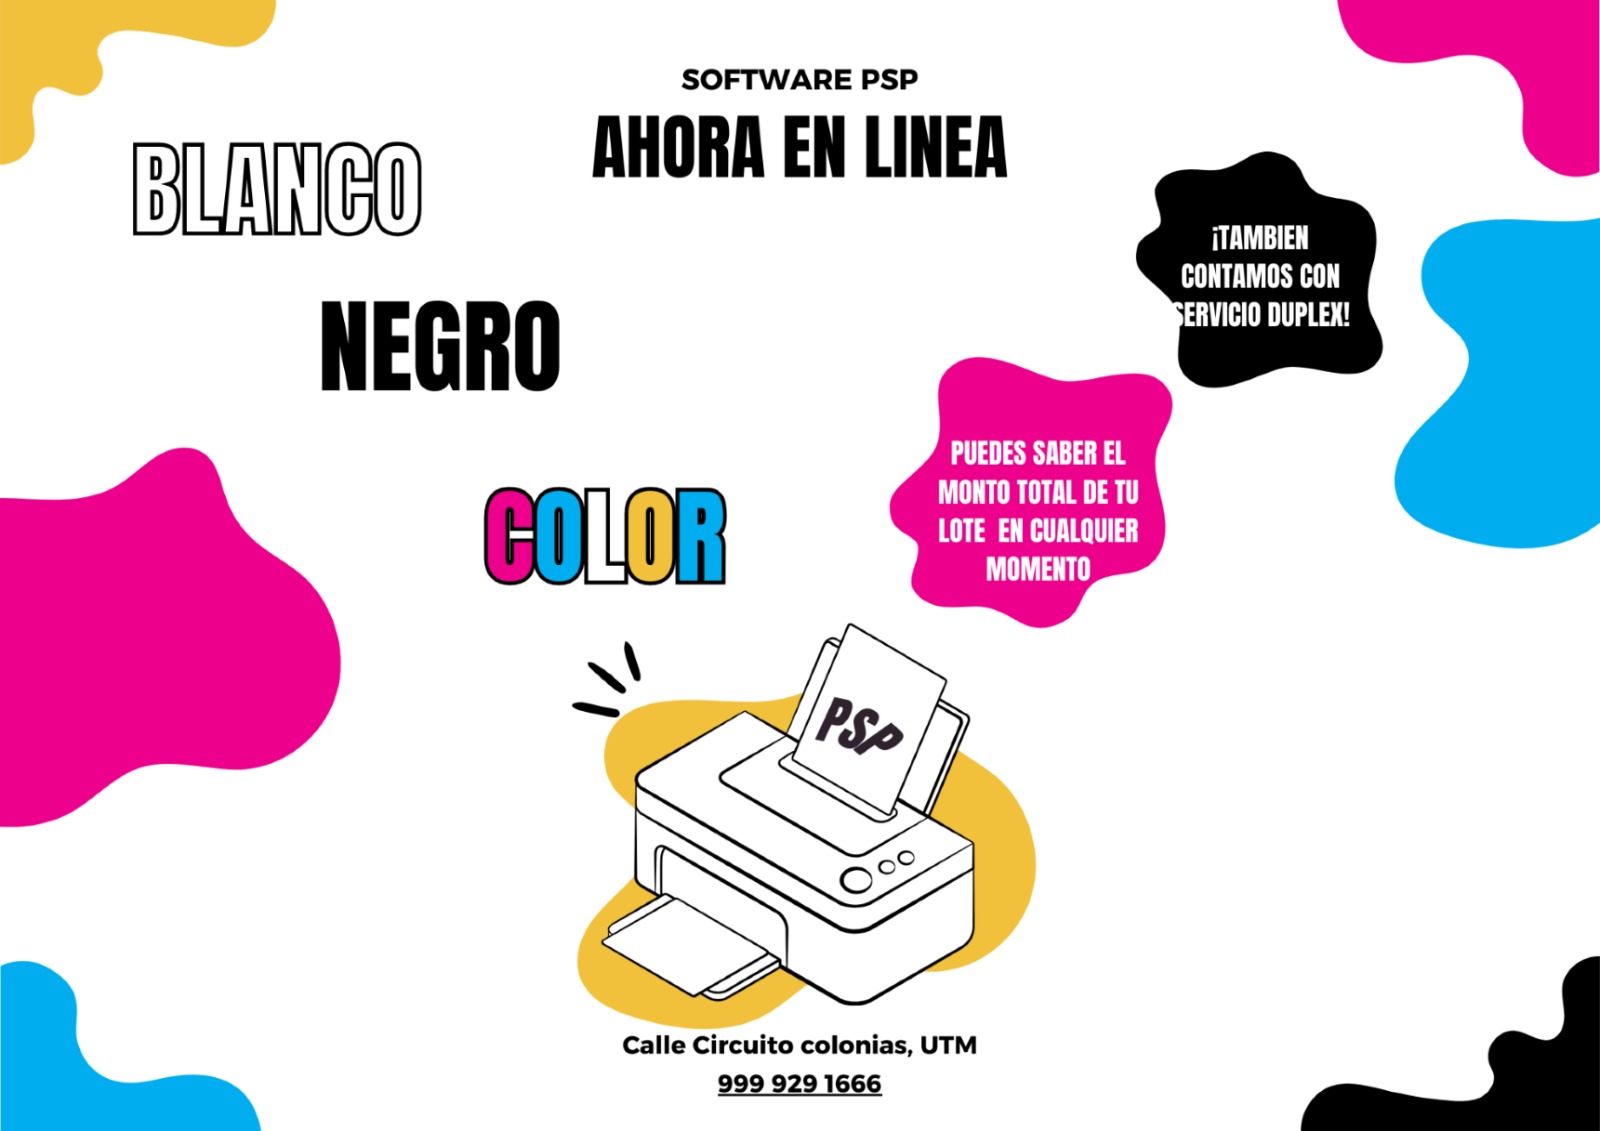 SOFTWARE PSP
AHORA EN LINEA
BLANCO
NEGRO
COLOR
¡TAMBIEN
CONTAMOS CON
SERVICIO DUPLEX!
PUEDES SABER EL
MONTO TOTAL DE TU
LOTE EN CUALQUIER
MOMENTO
PSP
Calle Circuito colonias, UTM
999 929 1666